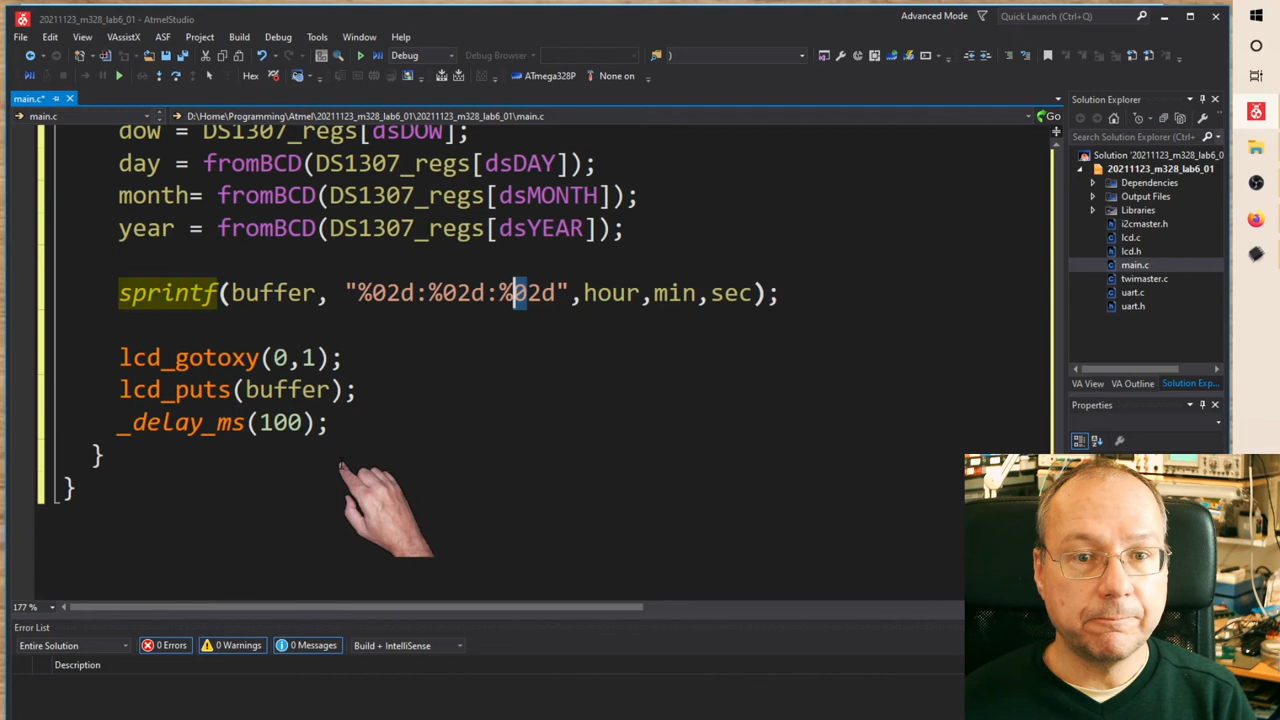 20211123_m328_lab6_01 - AtmelStudio
Advanced Mode
Quick Launch (Ctrl+Q)
File Edit View VAssistX ASF Project Build Debug Tools Window Help
Debug
Debug Browser
)
Hex
ATmega328P
None on
main.c*
main.c
D:\Home\Programming\Atmel\20211123_m328_lab6_01\20211123_m328_lab6_01\main.c
Go
dow = DS1307_regs[dsDOW];
day = fromBCD(DS1307_regs[dsDAY]);
month= fromBCD(DS1307_regs[dsMONTH]);
year = fromBCD(DS1307_regs[dsYEAR]);
sprintf(buffer, "%02d:%02d:%02d",hour,min,sec);
lcd_gotoxy(0,1);
lcd_puts(buffer);
_delay_ms(100);
}
}
177 %
Error List
Entire Solution
0 Errors
0 Warnings
0 Messages
Build + IntelliSense
Description
Solution Explorer
Search Solution Explorer (
Solution '20211123_m328_lab6_0
20211123_m328_lab6_01
Dependencies
Output Files
Libraries
i2cmaster.h
lcd.c
lcd.h
main.c
twimaster.c
uart.c
uart.h
VA View VA Outline Solution Exp...
Properties